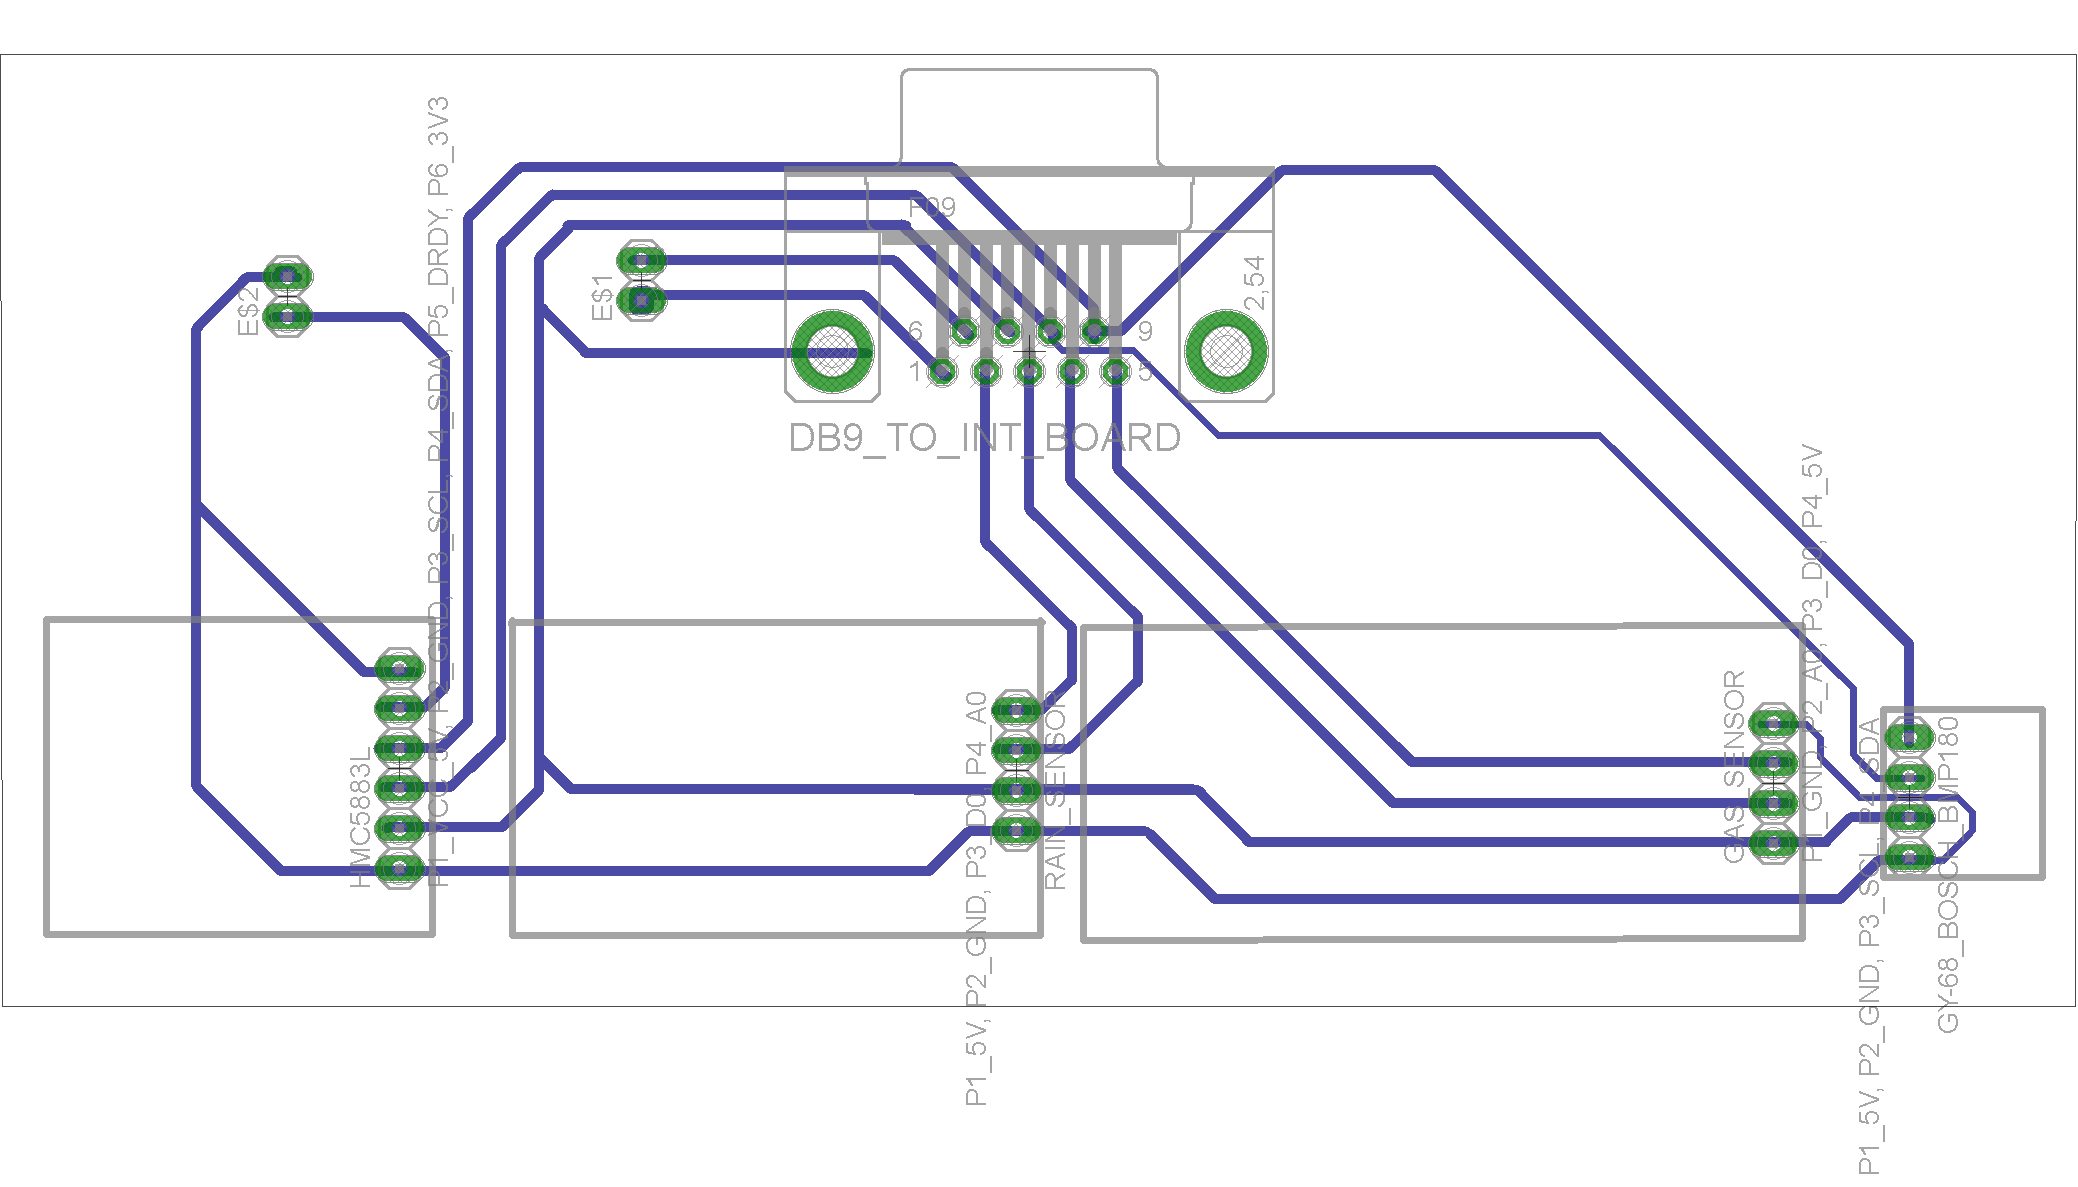 F09
2,54
6
9
1
5
DB9_TO_INT_BOARD
E$2
E$1
HMC5883L
P1_VCC_5V, P2_GND, P3_SCL, P4_SDA, P5_DRDY, P6_3V3
P1_5V, P2_GND, P3_D0, P4_A0
RAIN_SENSOR
GAS_SENSOR
P1_GND, P2_A0, P3_D0, P4_5V
P1_5V, P2_GND, P3_SCL, P4_SDA
GY-68_BOSCH_BMP180